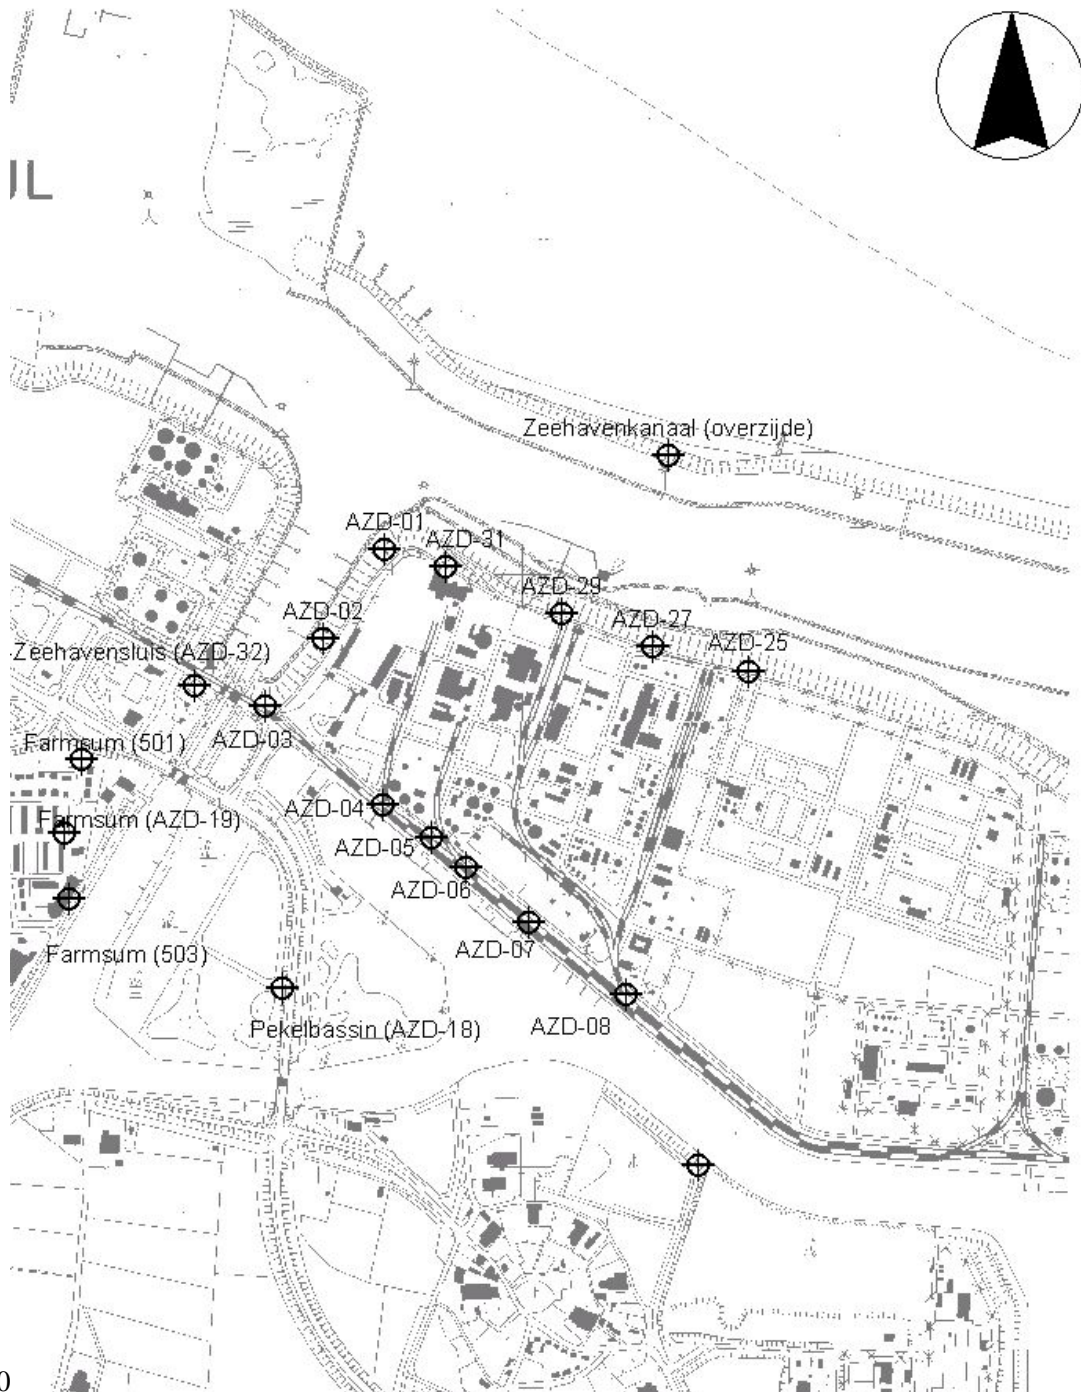 JL
Zeehavenkanaal (overzijde)
AZD-01
AZD-31
AZD-29
AZD-02
AZD-27
AZD-25
-Zeehavensluis (AZD-32)
AZD-03
Farmsum (501)
AZD-04
Farmsum (AZD-19)
AZD-05
AZD-06
AZD-07
Farmsum (503)
AZD-08
Pekelbassin (AZD-18)
0